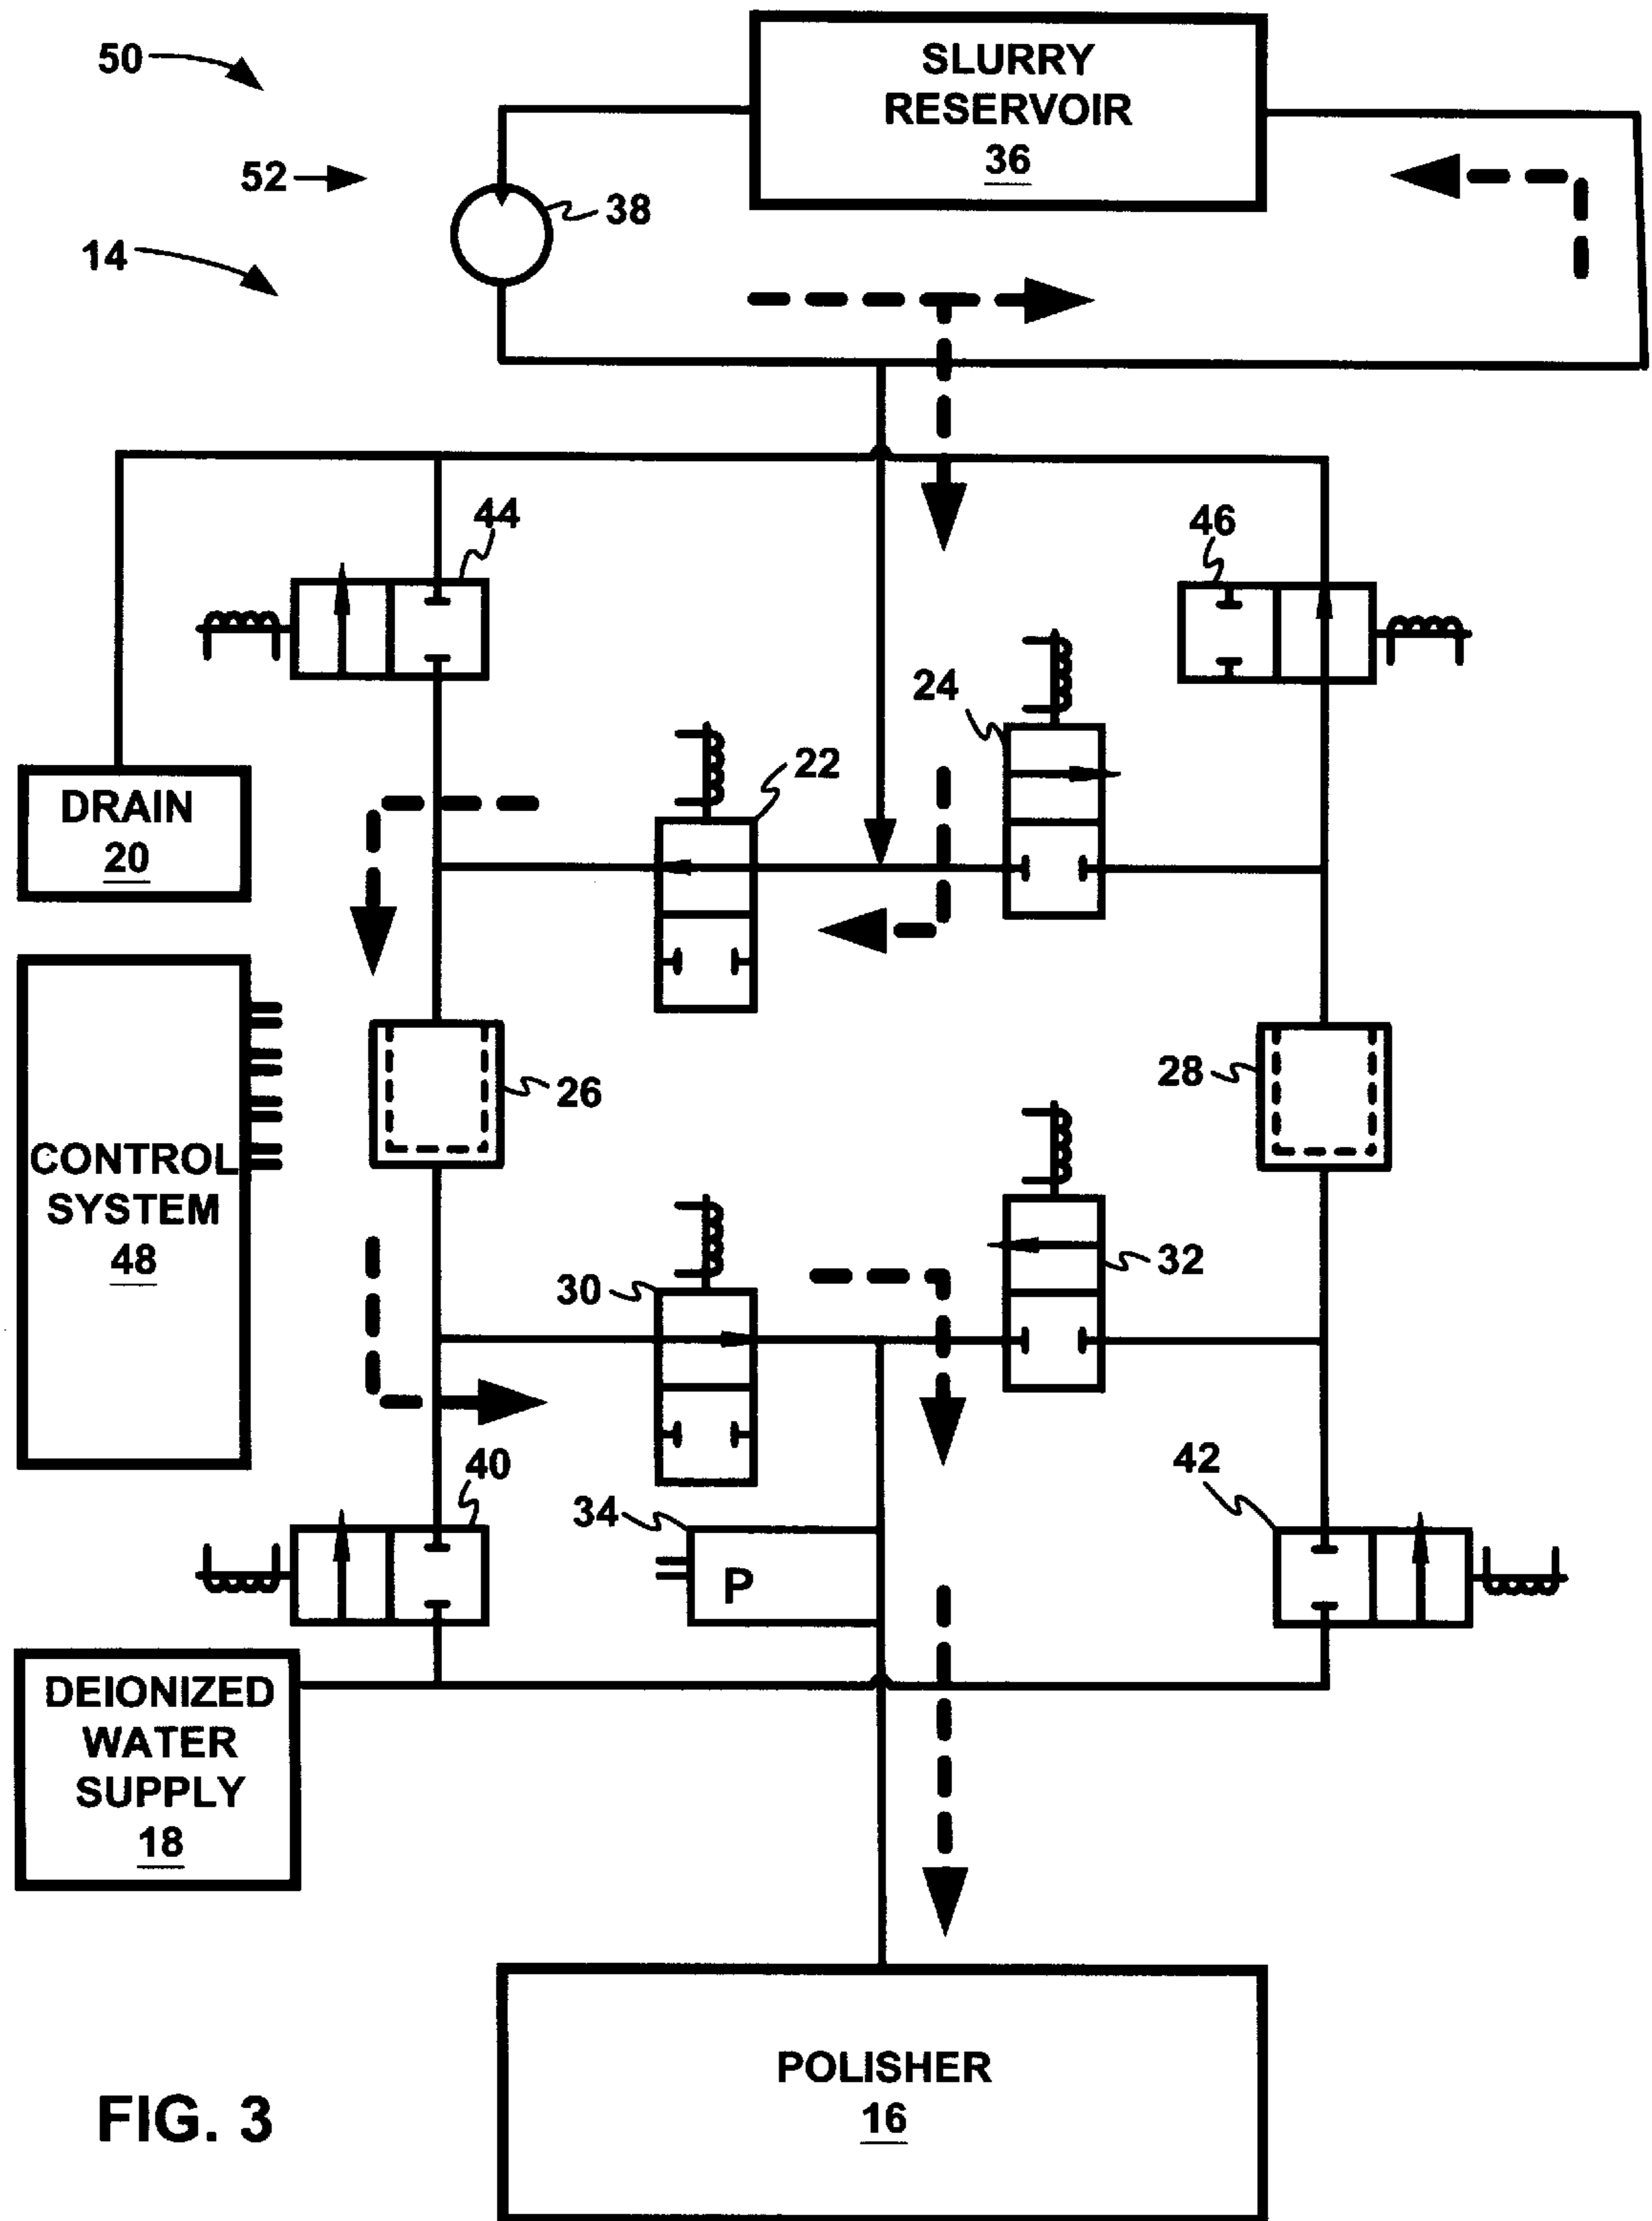 50
SLURRY
RESERVOIR
36
52
38
14
44
46
24
22
DRAIN
20
26
28
CONTROL
SYSTEM
48
30
32
40
42
34
P
DEIONIZED
WATER
SUPPLY
18
POLISHER
16
FIG. 3